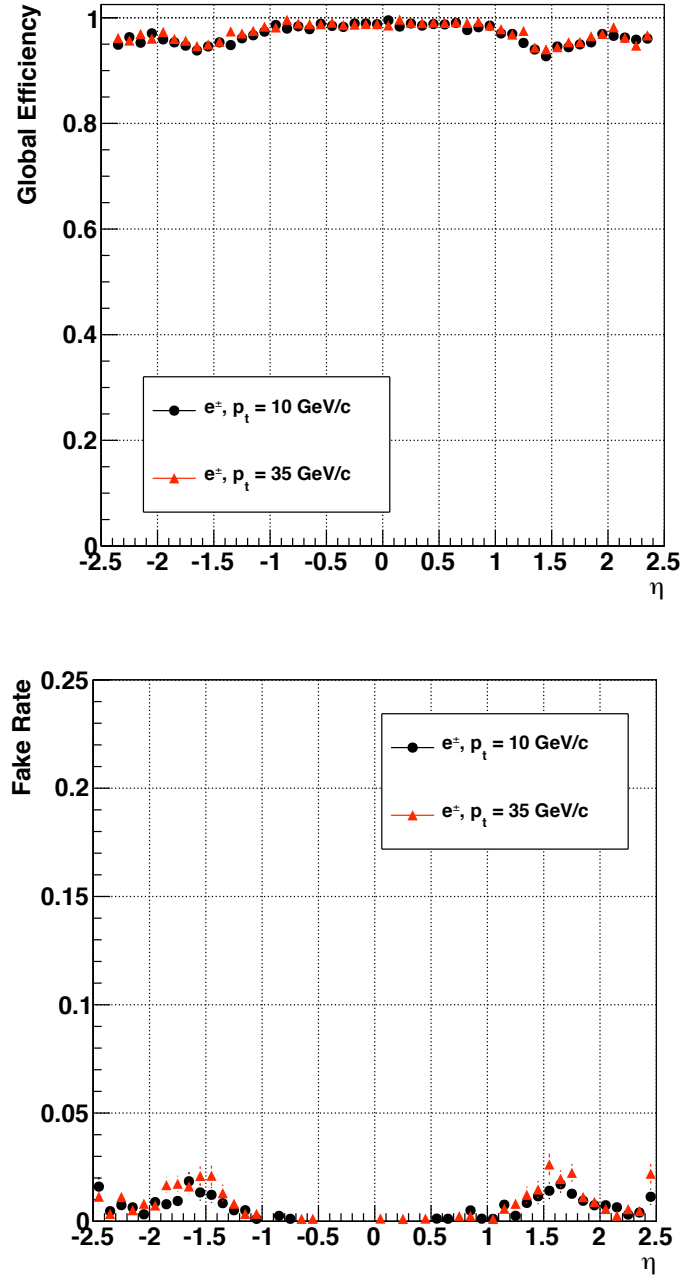 Global Efficiency
1
0.8
0.6
0.4
0.2
0
e±, pt = 10 GeV/c
e±, pt = 35 GeV/c
-2.5 -2 -1.5 -1 -0.5 0 0.5 1 1.5 2 2.5
η
Fake Rate
0.25
0.2
0.15
0.1
0.05
0
e±, pt = 10 GeV/c
e±, pt = 35 GeV/c
-2.5 -2 -1.5 -1 -0.5 0 0.5 1 1.5 2 2.5
η